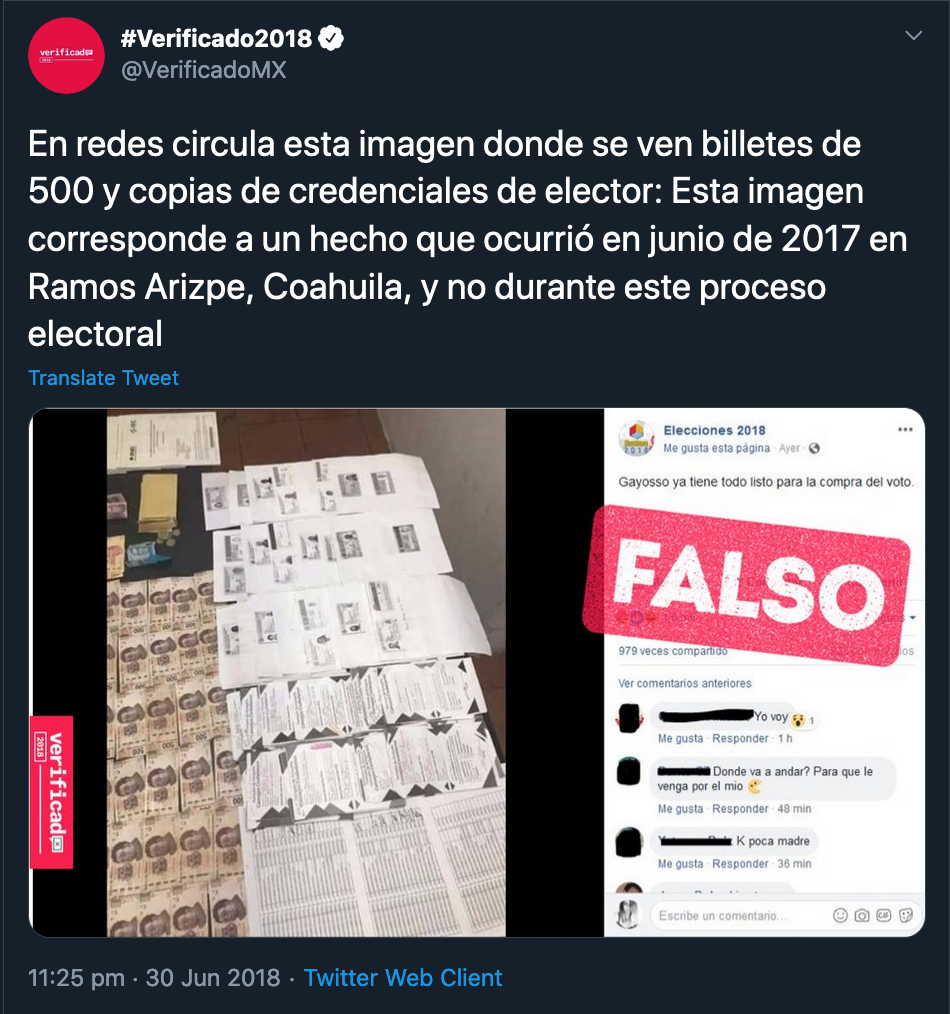 verificado
2018
#Verificado2018
@VerificadoMX
En redes circula esta imagen donde se ven billetes de
500 y copias de credenciales de elector: Esta imagen
corresponde a un hecho que ocurrió en junio de 2017 en
Ramos Arizpe, Coahuila, y no durante este proceso
electoral
Translate Tweet
verificado
2018
Elecciones 2018
Me gusta esta página · Ayer ·
Gayosso ya tiene todo listo para la compra del voto.
FALSO
979 veces compartido
Ver comentarios anteriores
Yo voy 😲 1
Me gusta · Responder · 1 h
Donde va a andar? Para que le
venga por el mio
Me gusta · Responder · 48 min
K poca madre
Me gusta · Responder · 36 min
Escribe un comentario...
GIF
11:25 pm · 30 Jun 2018 · Twitter Web Client